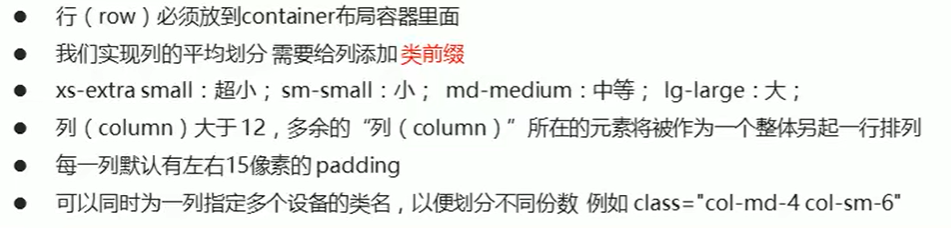 ● 行（row）必须放到container布局容器里面
● 我们实现列的平均划分 需要给列添加 类前缀
● xs-extra small：超小； sm-small：小； md-medium：中等； lg-large：大；
● 列（column）大于 12，多余的“列（column）”所在的元素将被作为一个整体另起一行排列
● 每一列默认有左右15像素的 padding
● 可以同时为一列指定多个设备的类名，以便划分不同份数 例如 class="col-md-4 col-sm-6"